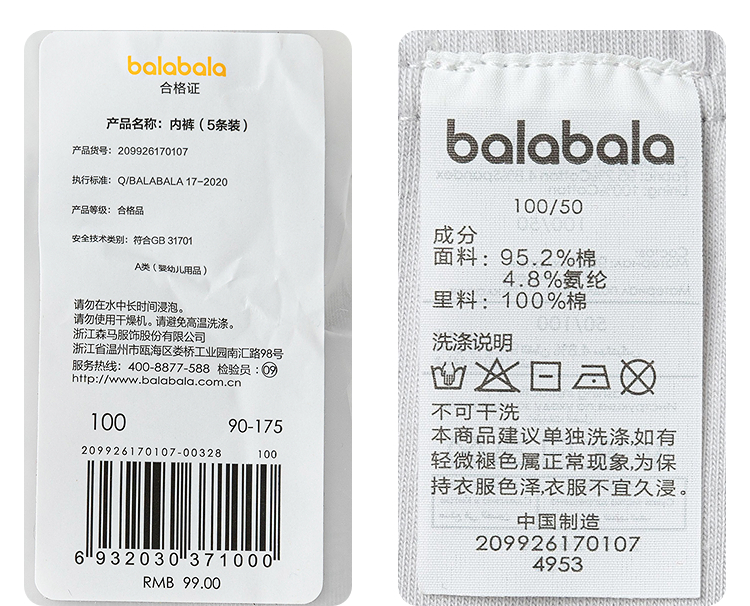 balabala
合格证
产品名称：内裤（5条装）
产品货号：209926170107
执行标准：Q/BALABALA 17-2020
产品等级：合格品
安全技术类别：符合GB 31701
A类（婴幼儿用品）
请勿在水中长时间浸泡。
请勿使用干燥机。请避免高温洗涤。
浙江森马服饰股份有限公司
浙江省温州市瓯海区娄桥工业园南汇路98号
服务热线：400-8877-588 检验员：09
http://www.balabala.com.cn
100 90-175
209926170107-00328 100
6 932030 371000
RMB 99.00
balabala
100/50
成分
面料：95.2%棉
4.8%氨纶
里料：100%棉
洗涤说明
不可干洗
本商品建议单独洗涤,如有
轻微褪色属正常现象,为保
持衣服色泽,衣服不宜久浸。
中国制造
209926170107
4953